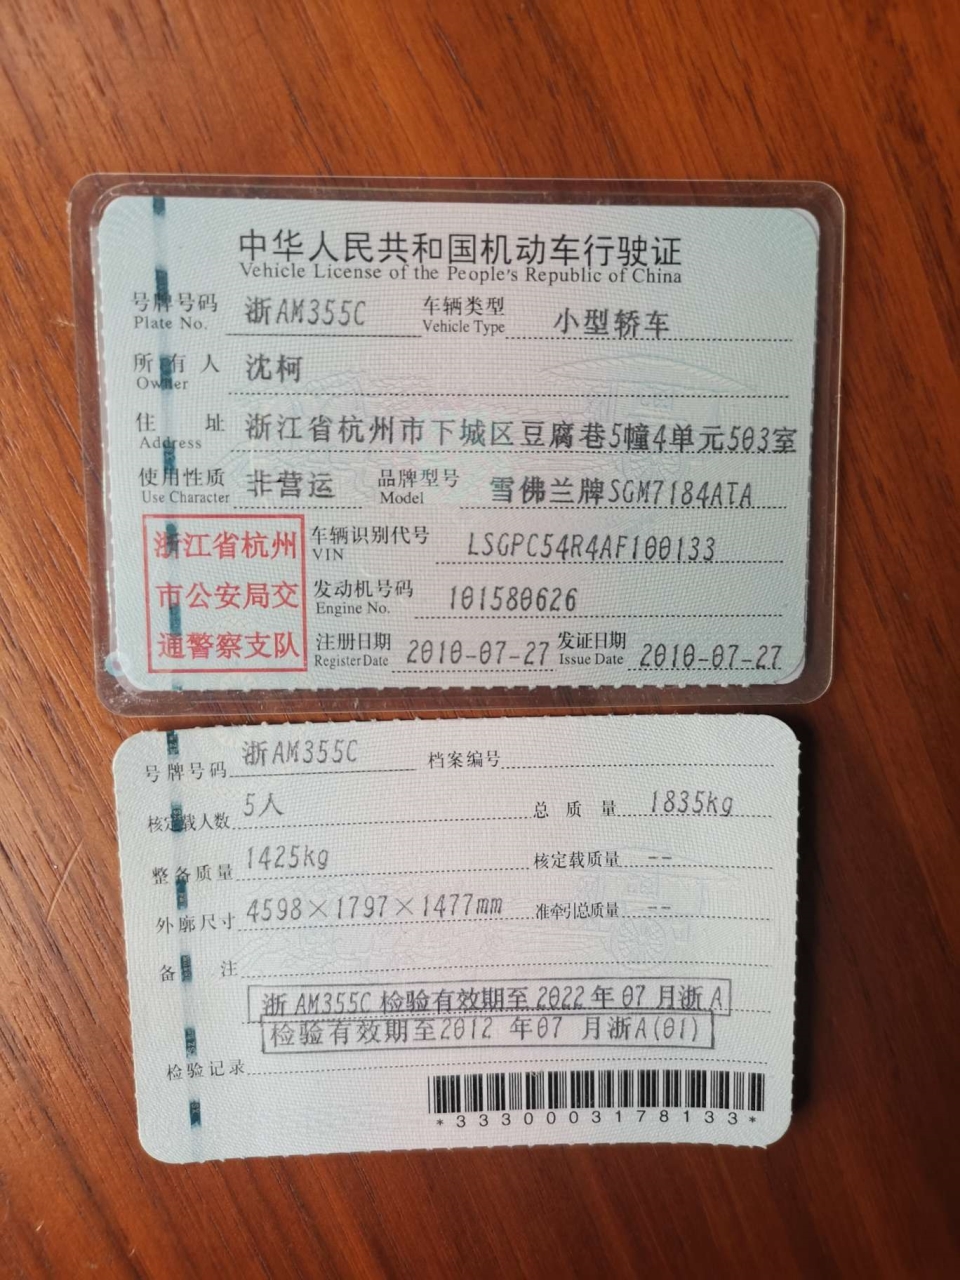 中华人民共和国机动车行驶证
Vehicle License of the People's Republic of China
号牌号码 浙AM355C 车辆类型 小型轿车
Plate No. Vehicle Type
所有人 沈柯
Owner
住址 浙江省杭州市下城区豆腐巷5幢4单元503室
Address
使用性质 非营运 品牌型号 雪佛兰牌SGM7184ATA
Use Character Model
浙江省杭州
市公安局交
通警察支队
车辆识别代号 LSGPC54R4AF100133
VIN
发动机号码 101580626
Engine No.
注册日期 2010-07-27 发证日期 2010-07-27
Register Date Issue Date
号牌号码 浙AM355C 档案编号
核定载人数 5人 总质量 1835kg
整备质量 1425kg 核定载质量 --
外廓尺寸 4598×1797×1477mm 准牵引总质量 --
备注
浙AM355C 检验有效期至2022年07月浙A
检验有效期至2012年07月浙A(01)
检验记录
*3330003178133*